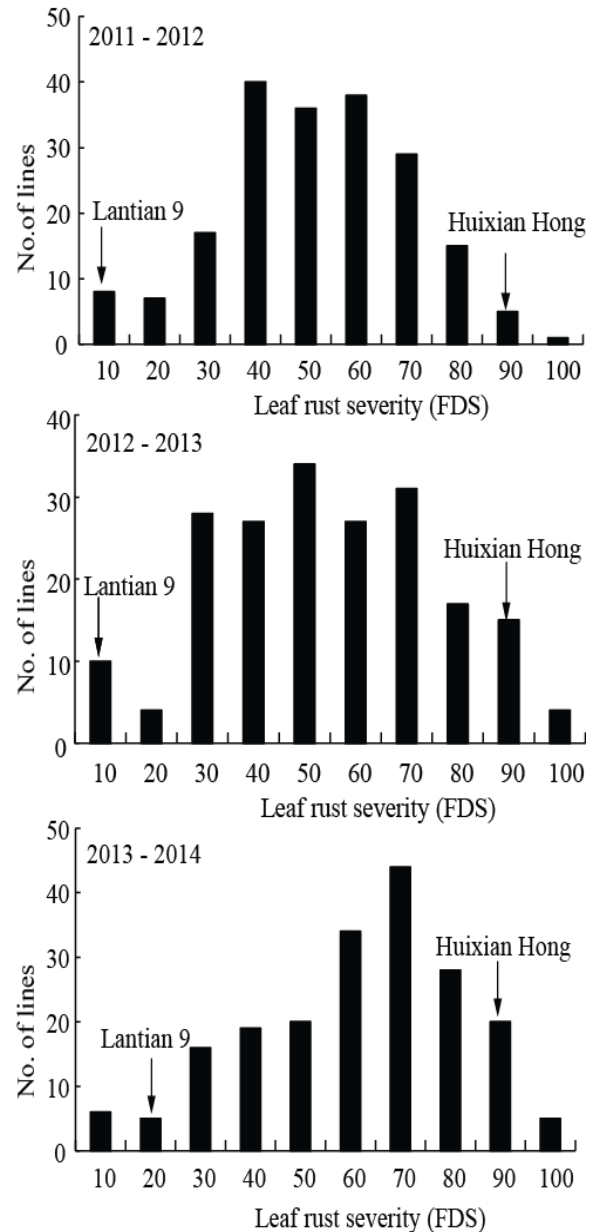 50
2011 - 2012
40
30
20
Lantian 9
Huixian Hong
10
0
No.of lines
10 20 30 40 50 60 70 80 90 100
Leaf rust severity (FDS)
40
2012 - 2013
30
20
Huixian Hong
Lantian 9
10
0
No. of lines
10 20 30 40 50 60 70 80 90 100
Leaf rust severity (FDS)
50
2013 - 2014
40
30
Huixian Hong
20
Lantian 9
10
0
No. of lines
10 20 30 40 50 60 70 80 90 100
Leaf rust severity (FDS)